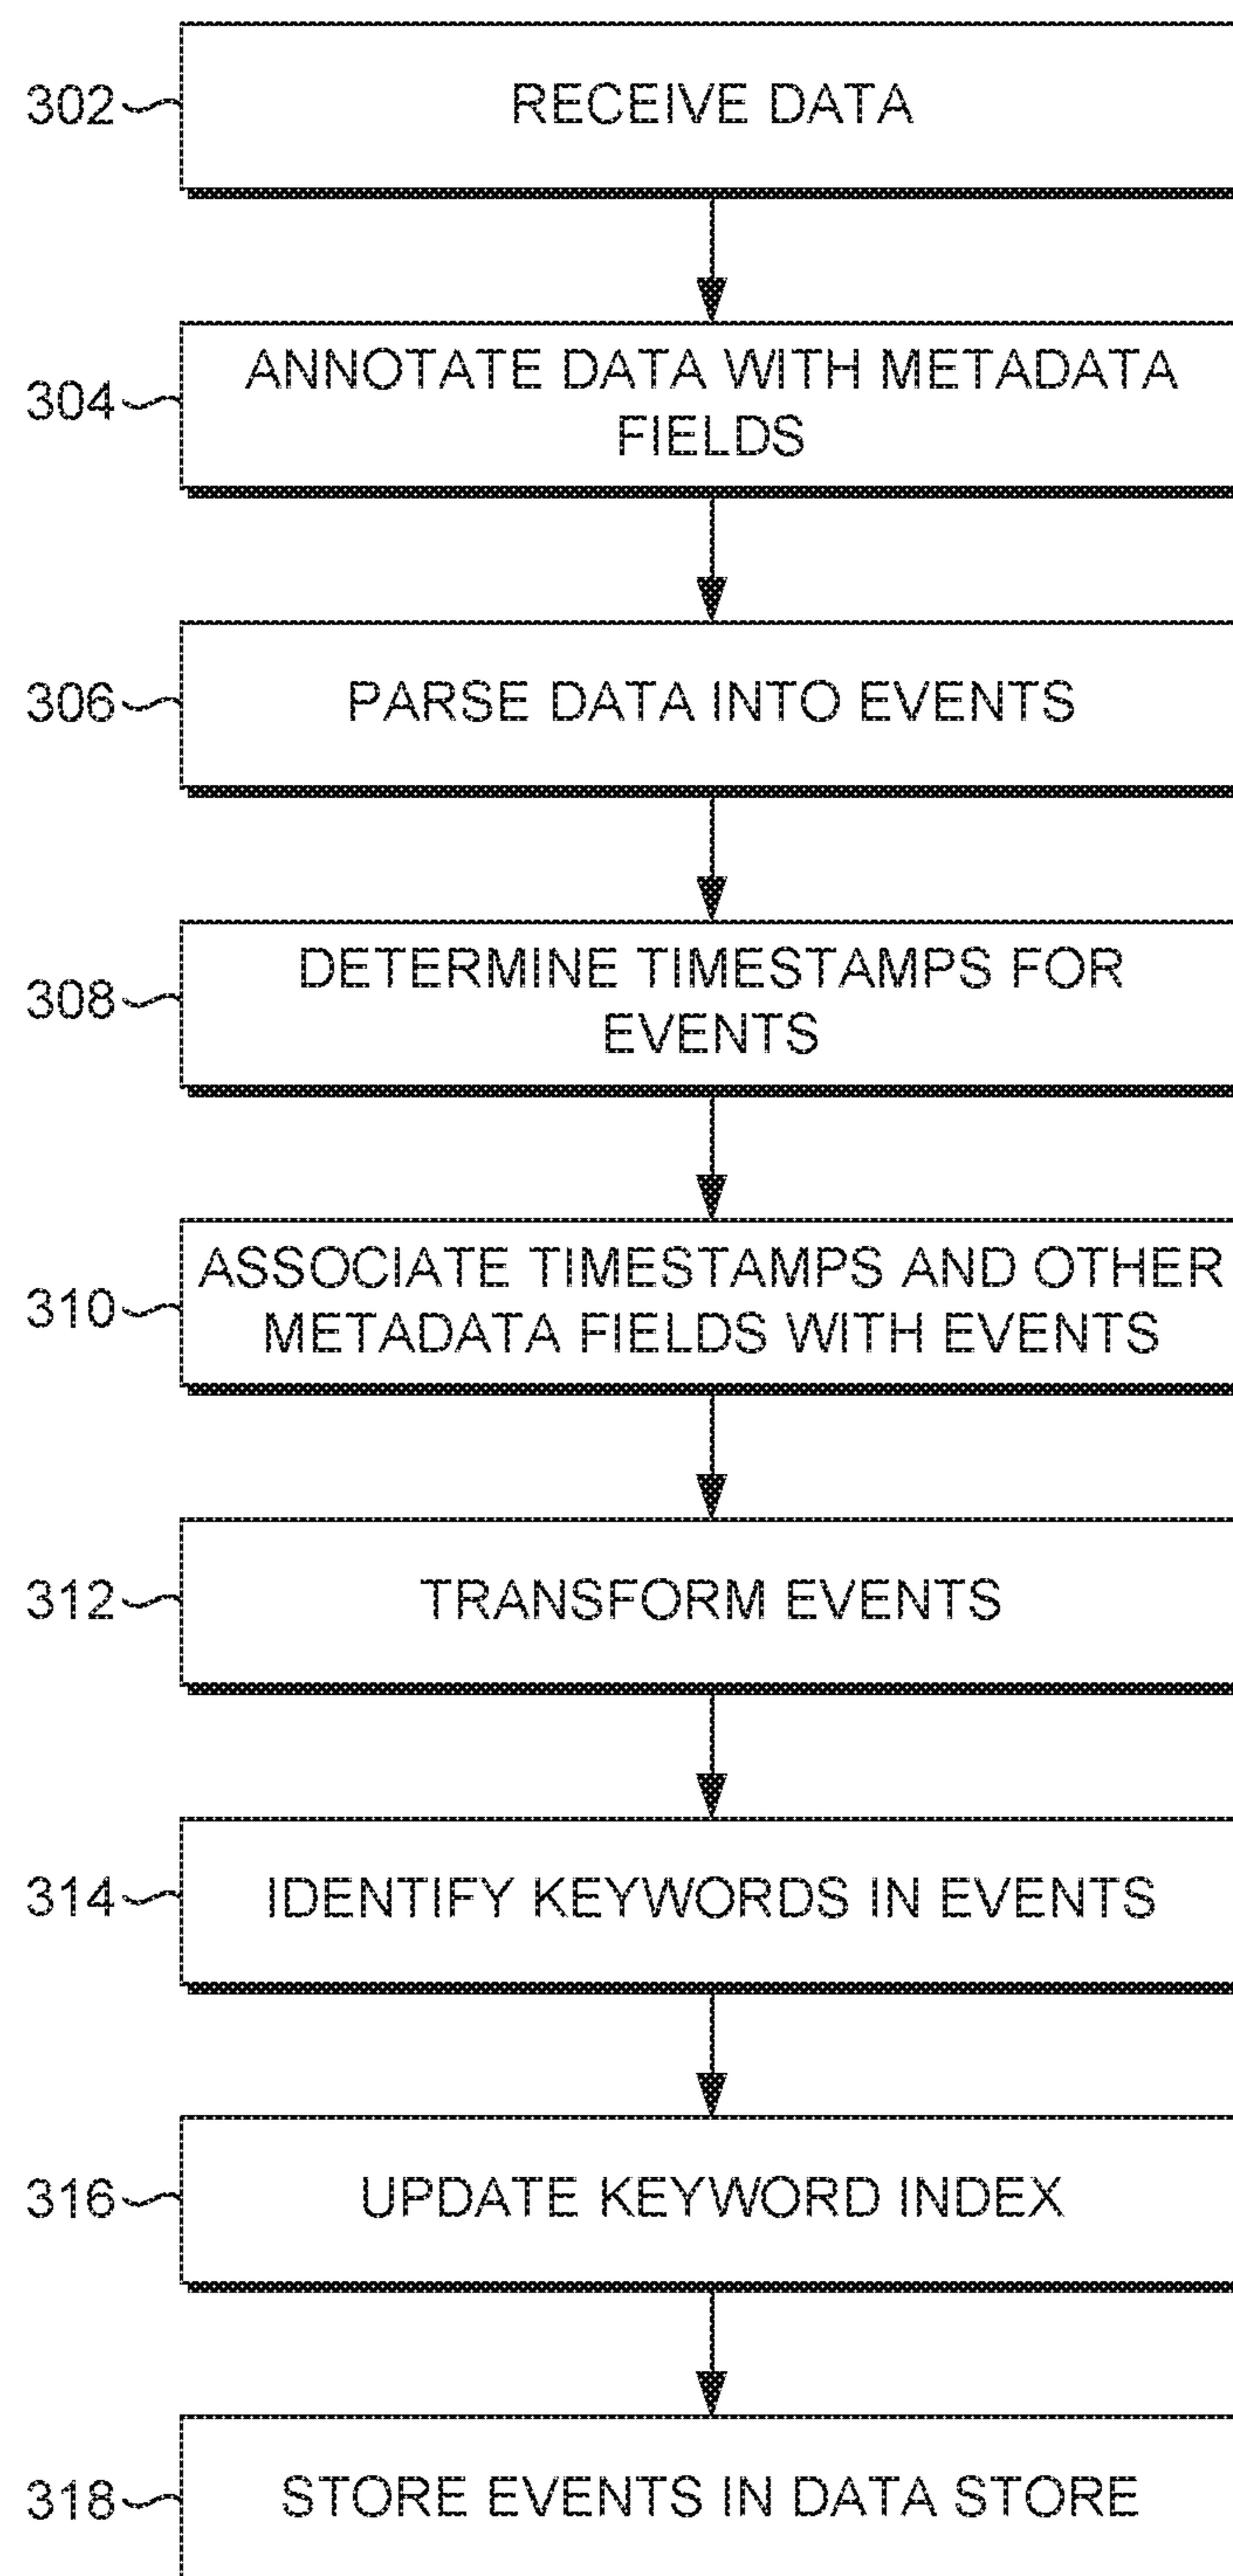 302
RECEIVE DATA
304
ANNOTATE DATA WITH METADATA
FIELDS
306
PARSE DATA INTO EVENTS
308
DETERMINE TIMESTAMPS FOR
EVENTS
310
ASSOCIATE TIMESTAMPS AND OTHER
METADATA FIELDS WITH EVENTS
312
TRANSFORM EVENTS
314
IDENTIFY KEYWORDS IN EVENTS
316
UPDATE KEYWORD INDEX
318
STORE EVENTS IN DATA STORE